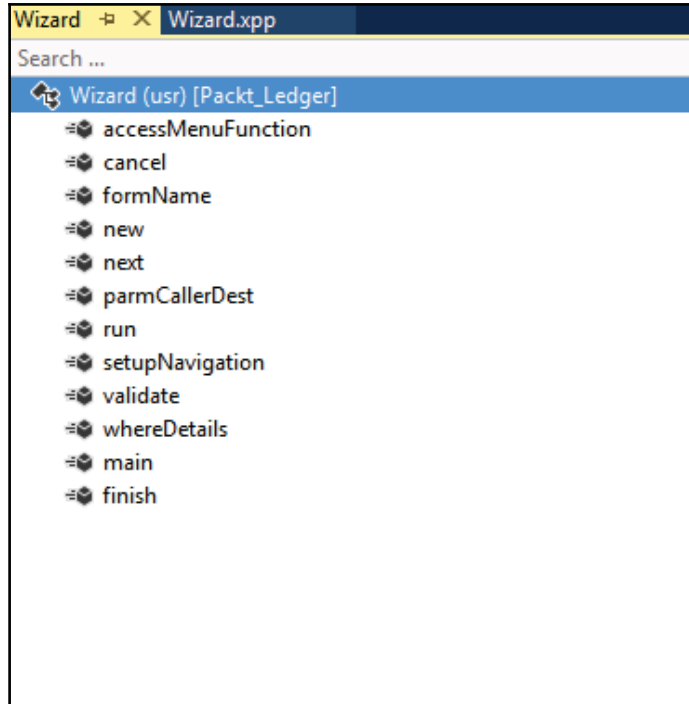 Wizard Wizard.xpp
Search ...
Wizard (usr) [Packt_Ledger]
accessMenuFunction
cancel
formName
new
next
parmCallerDest
run
setupNavigation
validate
whereDetails
main
finish